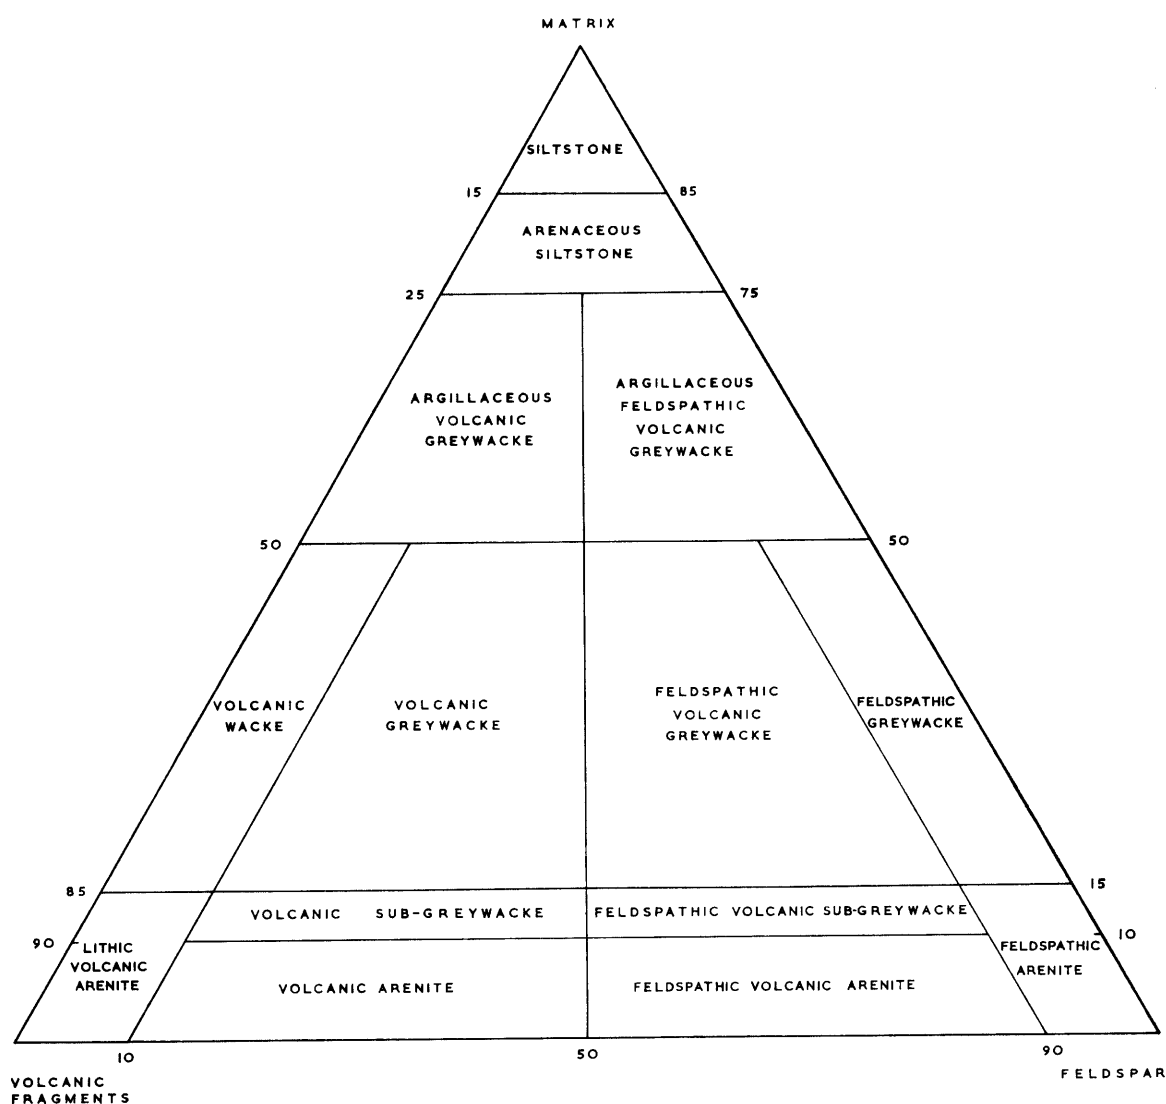 MATRIX
SILTSTONE
15
85
ARENACEOUS
SILTSTONE
25
75
ARGILLACEOUS
VOLCANIC
GREYWACKE
ARGILLACEOUS
FELDSPATHIC
VOLCANIC
GREYWACKE
50
50
VOLCANIC
WACKE
VOLCANIC
GREYWACKE
FELDSPATHIC
VOLCANIC
GREYWACKE
FELDSPATHIC
GREYWACKE
85
15
VOLCANIC SUB-GREYWACKE
FELDSPATHIC VOLCANIC SUB-GREYWACKE
90
10
LITHIC
VOLCANIC
ARENITE
VOLCANIC ARENITE
FELDSPATHIC VOLCANIC ARENITE
FELDSPATHIC
ARENITE
10
50
90
VOLCANIC
FRAGMENTS
FELDSPAR